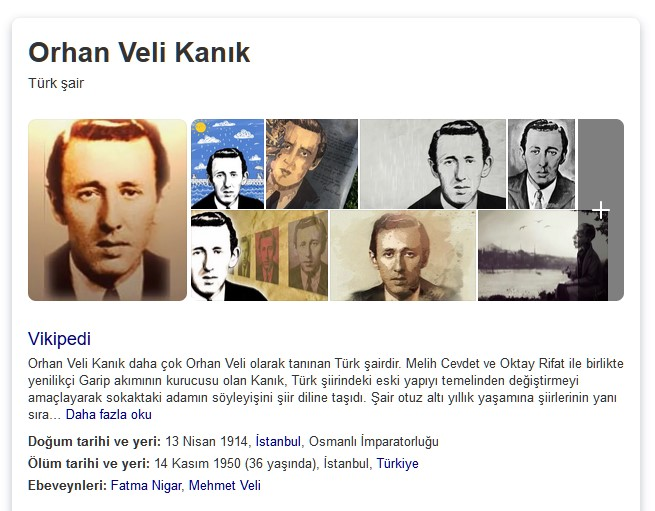 Orhan Veli Kanık
Türk şair
Vikipedi
Orhan Veli Kanık daha çok Orhan Veli olarak tanınan Türk şairdir. Melih Cevdet ve Oktay Rifat ile birlikte
yenilikçi Garip akımının kurucusu olan Kanık, Türk şiirindeki eski yapıyı temelinden değiştirmeyi
amaçlayarak sokaktaki adamın söyleyişini şiir diline taşıdı. Şair otuz altı yıllık yaşamına şiirlerinin yanı
sıra... Daha fazla oku
Doğum tarihi ve yeri: 13 Nisan 1914, İstanbul, Osmanlı İmparatorluğu
Ölüm tarihi ve yeri: 14 Kasım 1950 (36 yaşında), İstanbul, Türkiye
Ebeveynleri: Fatma Nigar, Mehmet Veli